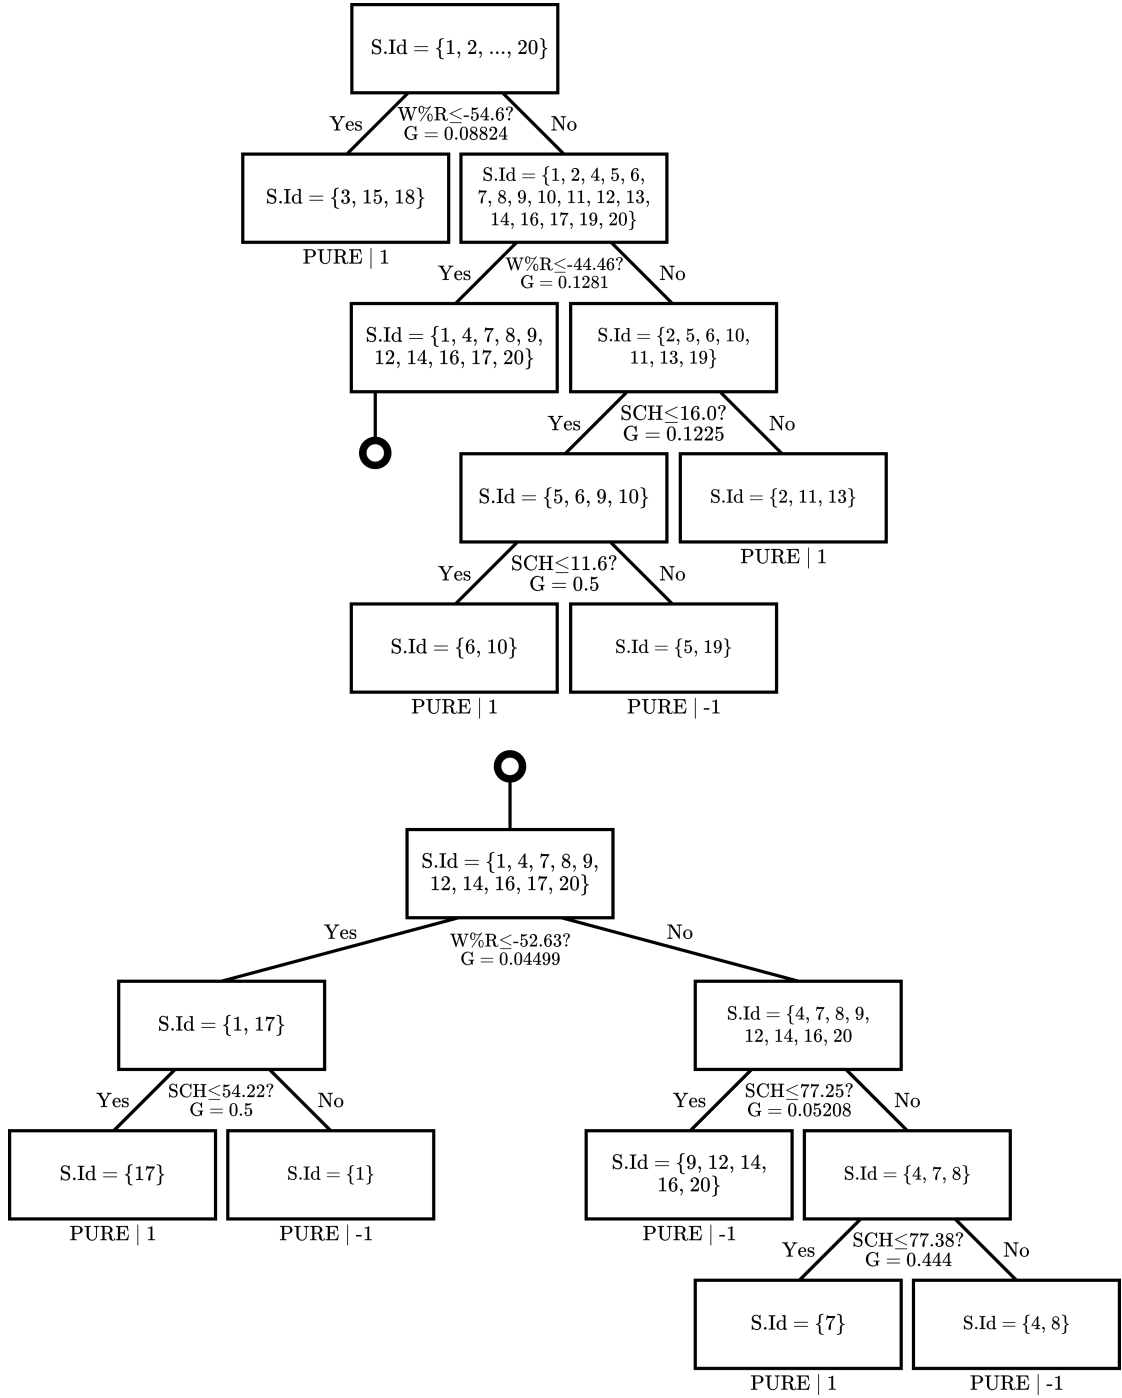 S.Id = {1, 2, ..., 20}
Yes
W%R≤-54.6?
G = 0.08824
No
S.Id = {3, 15, 18}
PURE | 1
S.Id = {1, 2, 4, 5, 6,
7, 8, 9, 10, 11, 12, 13,
14, 16, 17, 19, 20}
Yes
W%R≤-44.46?
G = 0.1281
No
S.Id = {1, 4, 7, 8, 9,
12, 14, 16, 17, 20}
S.Id = {2, 5, 6, 10,
11, 13, 19}
Yes
SCH≤16.0?
G = 0.1225
No
S.Id = {5, 6, 9, 10}
S.Id = {2, 11, 13}
PURE | 1
Yes
SCH≤11.6?
G = 0.5
No
S.Id = {6, 10}
S.Id = {5, 19}
PURE | 1
PURE | -1
S.Id = {1, 4, 7, 8, 9,
12, 14, 16, 17, 20}
Yes
W%R≤-52.63?
G = 0.04499
No
S.Id = {1, 17}
S.Id = {4, 7, 8, 9,
12, 14, 16, 20
Yes
SCH≤54.22?
G = 0.5
No
Yes
SCH≤77.25?
G = 0.05208
No
S.Id = {17}
S.Id = {1}
S.Id = {9, 12, 14,
16, 20}
S.Id = {4, 7, 8}
PURE | 1
PURE | -1
PURE | -1
Yes
SCH≤77.38?
G = 0.444
No
S.Id = {7}
S.Id = {4, 8}
PURE | 1
PURE | -1